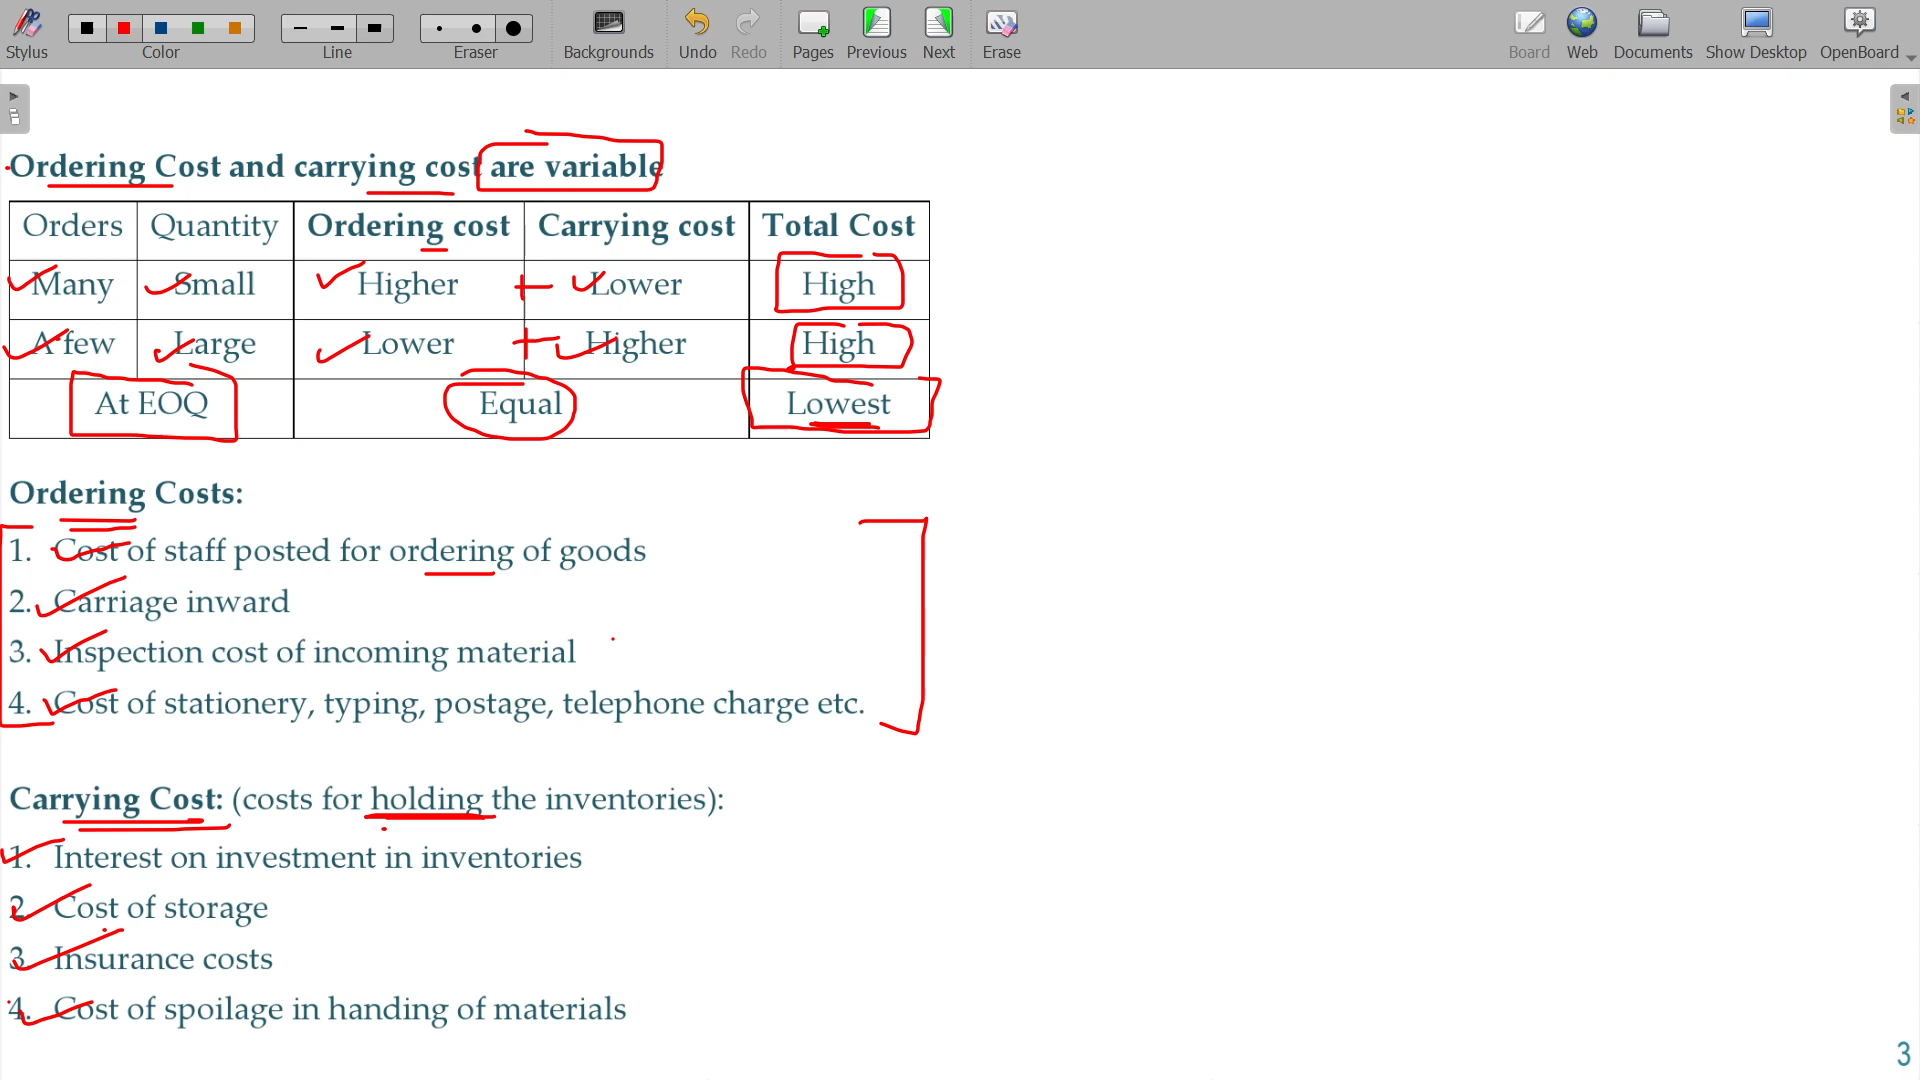 Stylus Color Line Eraser Backgrounds Undo Redo Pages Previous Next Erase Board Web Documents Show Desktop OpenBoard
Ordering Cost and carrying cost are variable
Orders Quantity Ordering cost Carrying cost Total Cost
Many Small Higher + Lower High
A few Large Lower + Higher High
At EOQ Equal Lowest
Ordering Costs:
1. Cost of staff posted for ordering of goods
2. Carriage inward
3. Inspection cost of incoming material
4. Cost of stationery, typing, postage, telephone charge etc.
Carrying Cost: (costs for holding the inventories):
1. Interest on investment in inventories
2. Cost of storage
3. Insurance costs
4. Cost of spoilage in handing of materials
3